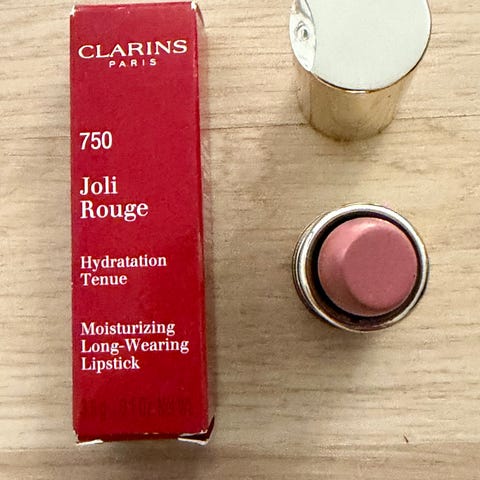 CLARINS
PARIS
750
Joli
Rouge
Hydratation
Tenue
Moisturizing
Long-Wearing
Lipstick